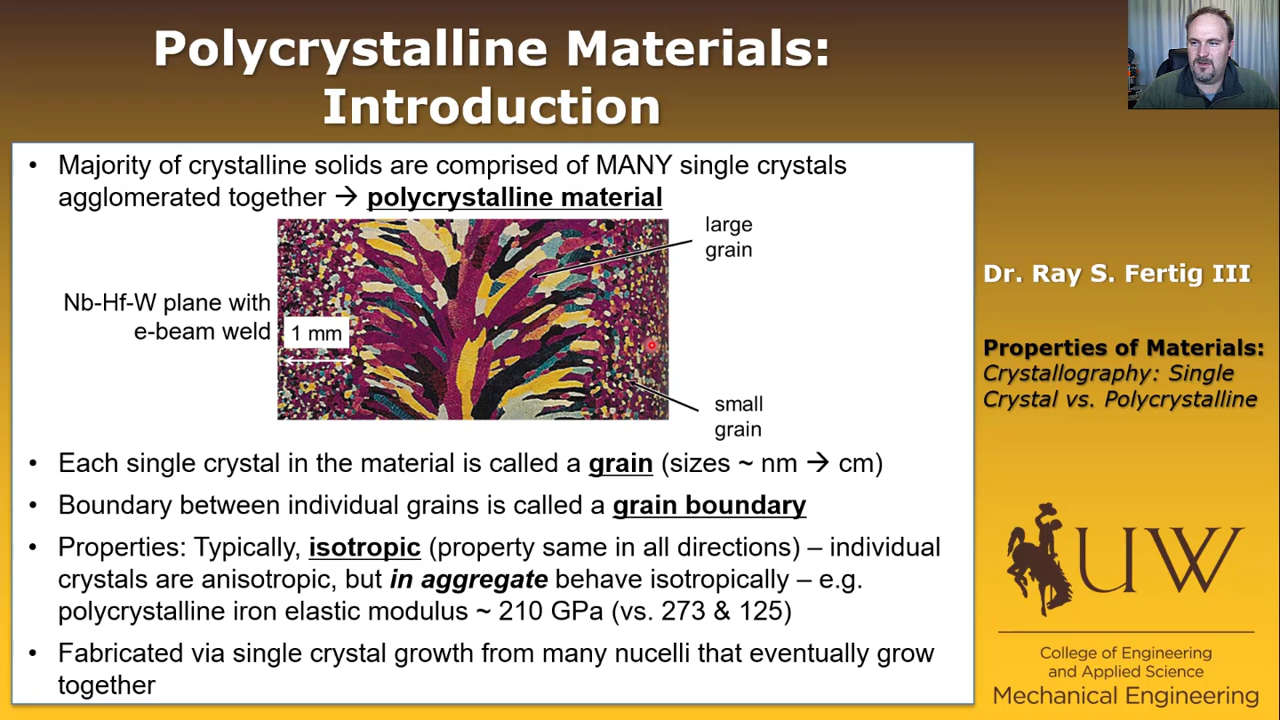 Polycrystalline Materials:
Introduction
• Majority of crystalline solids are comprised of MANY single crystals
agglomerated together → polycrystalline material
large
grain
Nb-Hf-W plane with
e-beam weld
1 mm
small
grain
• Each single crystal in the material is called a grain (sizes ~ nm → cm)
• Boundary between individual grains is called a grain boundary
• Properties: Typically, isotropic (property same in all directions) – individual
crystals are anisotropic, but in aggregate behave isotropically – e.g.
polycrystalline iron elastic modulus ~ 210 GPa (vs. 273 & 125)
• Fabricated via single crystal growth from many nucelli that eventually grow
together
Dr. Ray S. Fertig III
Properties of Materials:
Crystallography: Single
Crystal vs. Polycrystalline
UW
College of Engineering
and Applied Science
Mechanical Engineering